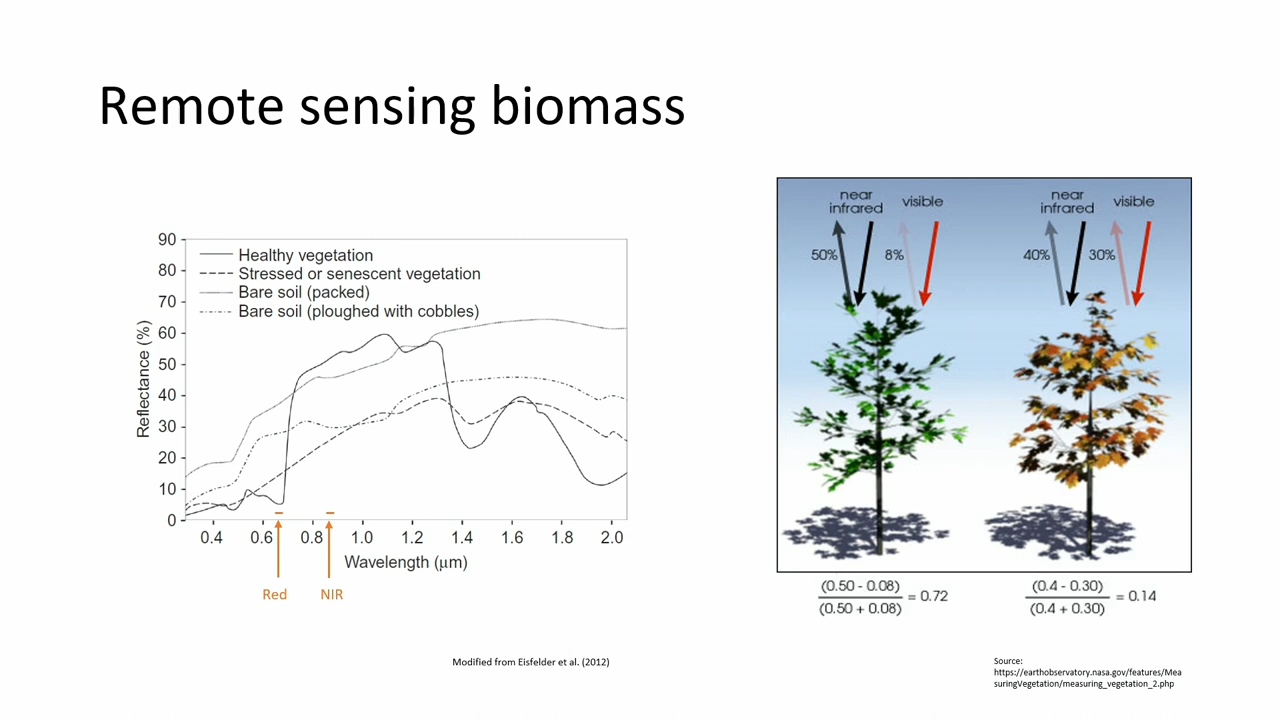 Remote sensing biomass
90
80
70
60
50
40
30
20
10
0
Reflectance (%)
Healthy vegetation
Stressed or senescent vegetation
Bare soil (packed)
Bare soil (ploughed with cobbles)
0.4 0.6 0.8 1.0 1.2 1.4 1.6 1.8 2.0
Wavelength (μm)
Red NIR
Modified from Eisfelder et al. (2012)
near
infrared
visible
50%
8%
near
infrared
visible
40%
30%
(0.50 - 0.08)
(0.50 + 0.08)
= 0.72
(0.4 - 0.30)
(0.4 + 0.30)
= 0.14
Source:
https://earthobservatory.nasa.gov/features/Mea
suringVegetation/measuring_vegetation_2.php